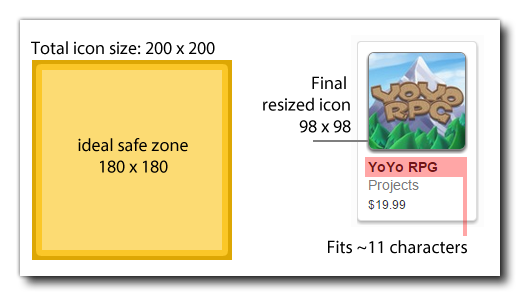 Total icon size: 200 x 200
ideal safe zone
180 x 180
Final
resized icon
98 x 98
YOYO
RPG
YoYo RPG
Projects
$19.99
Fits ~11 characters